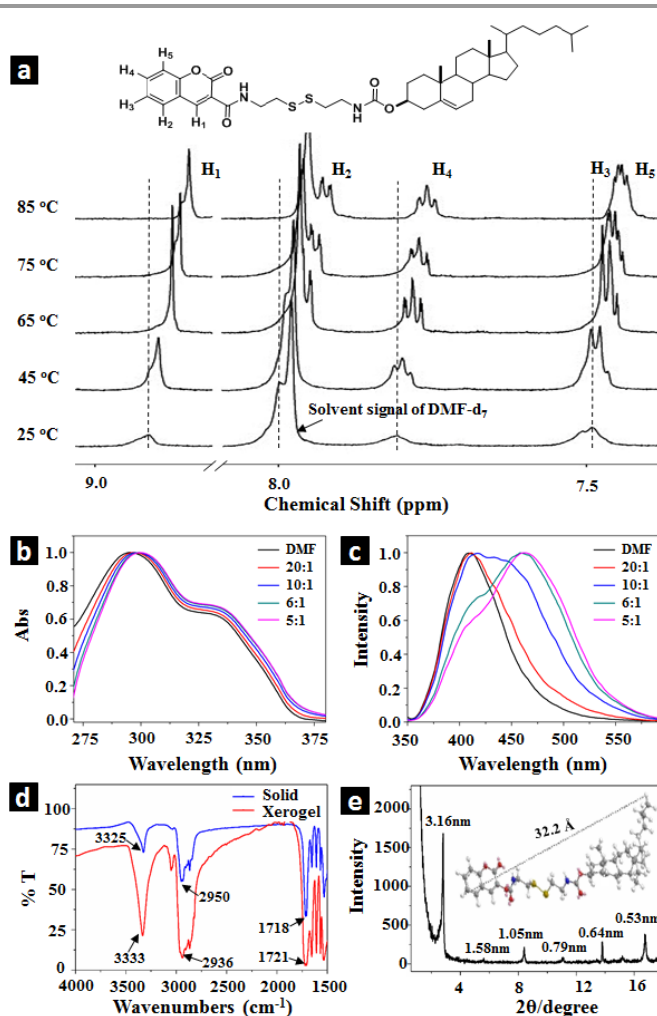 a
H5
H4
H3
H2
H1
O
O
O
N
H
S
S
H
N
O
O
H1
H2
H4
H3
H5
85 °C
75 °C
65 °C
45 °C
25 °C
Solvent signal of DMF-d7
9.0
8.0
7.5
Chemical Shift (ppm)
b
DMF
20:1
10:1
6:1
5:1
Abs
1.0
0.8
0.6
0.4
0.2
0.0
275 300 325 350 375
Wavelength (nm)
c
DMF
20:1
10:1
6:1
5:1
Intensity
1.0
0.8
0.6
0.4
0.2
0.0
350 400 450 500 550
Wavelength (nm)
d
Solid
Xerogel
% T
100
75
50
25
0
3325
2950
1718
3333
2936
1721
4000 3500 3000 2500 2000 1500
Wavenumbers (cm-1)
e
Intensity
2000
1500
1000
500
0
3.16nm
32.2 Å
1.58nm
1.05nm
0.79nm
0.64nm
0.53nm
4 8 12 16
2θ/degree